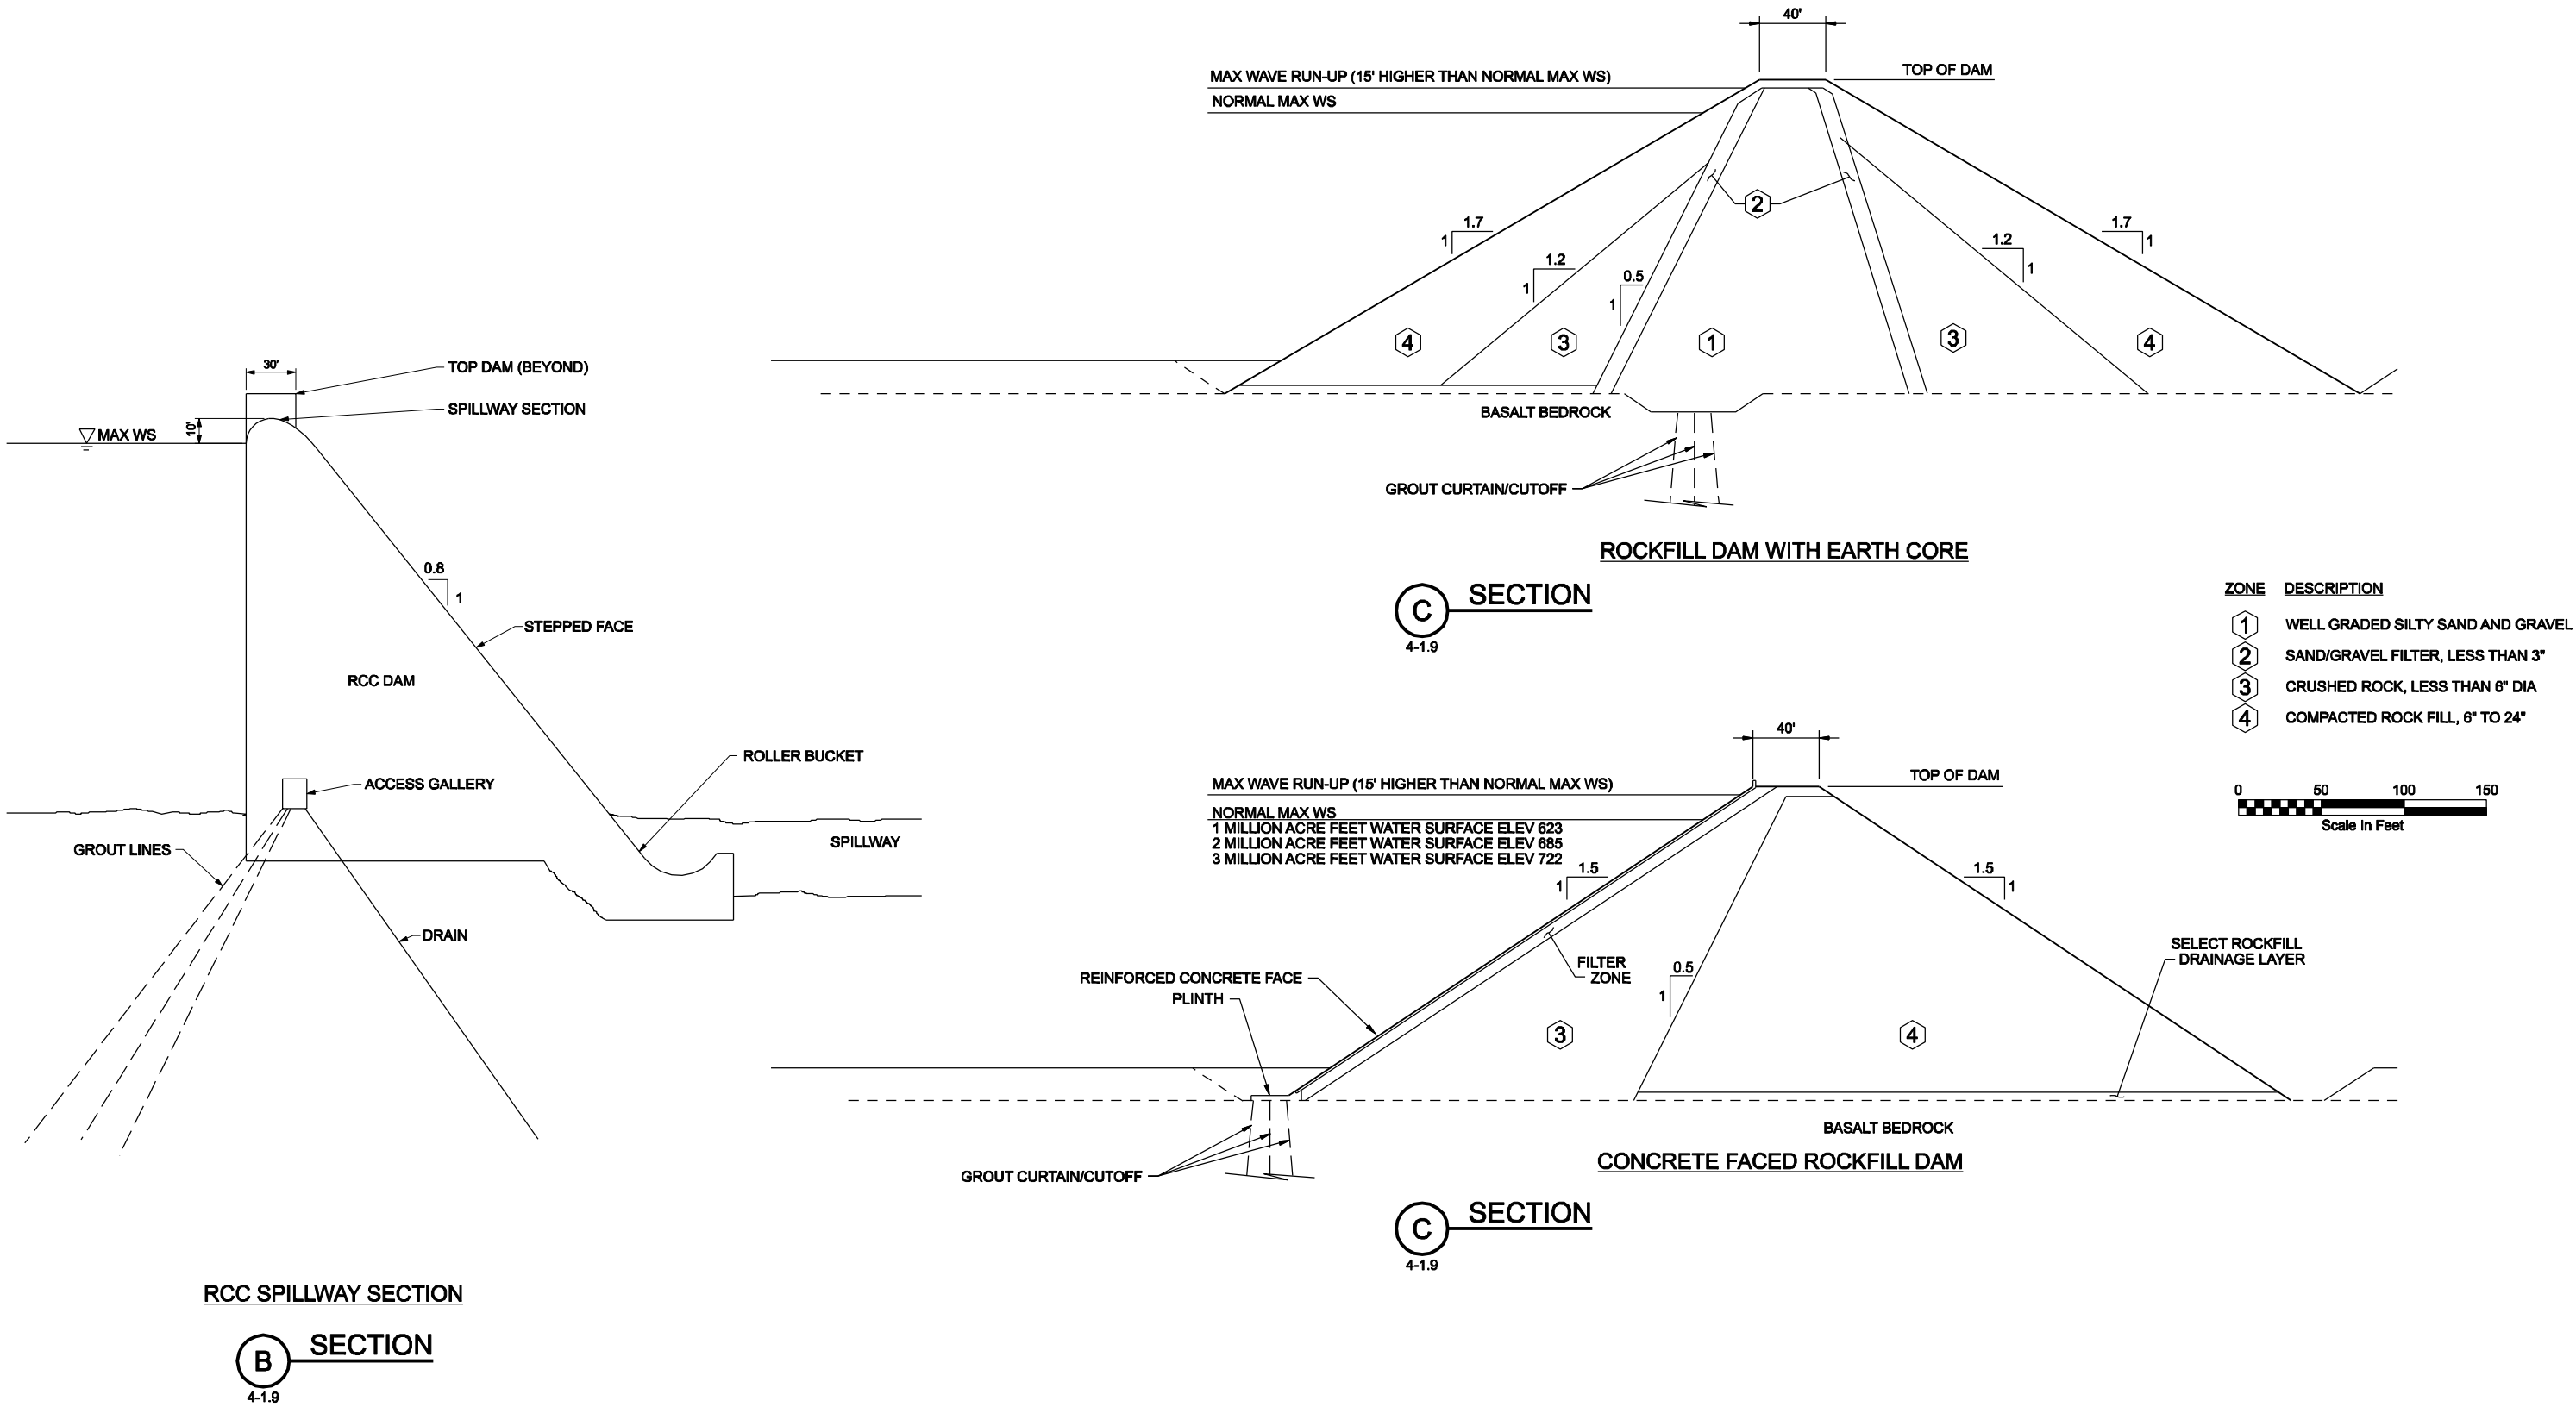 30'
TOP DAM (BEYOND)
SPILLWAY SECTION
10'
MAX WS
0.8
1
STEPPED FACE
RCC DAM
ROLLER BUCKET
ACCESS GALLERY
GROUT LINES
SPILLWAY
DRAIN
RCC SPILLWAY SECTION
B
SECTION
4-1.9
40'
MAX WAVE RUN-UP (15' HIGHER THAN NORMAL MAX WS)
TOP OF DAM
NORMAL MAX WS
2
1.7
1
1.2
1
0.5
1
1.2
1
1.7
1
4
3
1
3
4
BASALT BEDROCK
GROUT CURTAIN/CUTOFF
ROCKFILL DAM WITH EARTH CORE
C
SECTION
4-1.9
ZONE DESCRIPTION
1 WELL GRADED SILTY SAND AND GRAVEL
2 SAND/GRAVEL FILTER, LESS THAN 3"
3 CRUSHED ROCK, LESS THAN 6" DIA
4 COMPACTED ROCK FILL, 6" TO 24"
0 50 100 150
Scale In Feet
40'
MAX WAVE RUN-UP (15' HIGHER THAN NORMAL MAX WS)
TOP OF DAM
NORMAL MAX WS
1 MILLION ACRE FEET WATER SURFACE ELEV 623
2 MILLION ACRE FEET WATER SURFACE ELEV 685
3 MILLION ACRE FEET WATER SURFACE ELEV 722
1.5
1
1.5
1
FILTER
ZONE
0.5
1
SELECT ROCKFILL
DRAINAGE LAYER
REINFORCED CONCRETE FACE
PLINTH
3
4
BASALT BEDROCK
GROUT CURTAIN/CUTOFF
CONCRETE FACED ROCKFILL DAM
C
SECTION
4-1.9